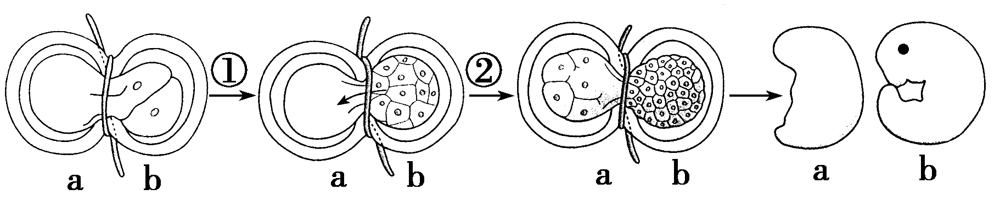 ① ②
a b a b a b a b